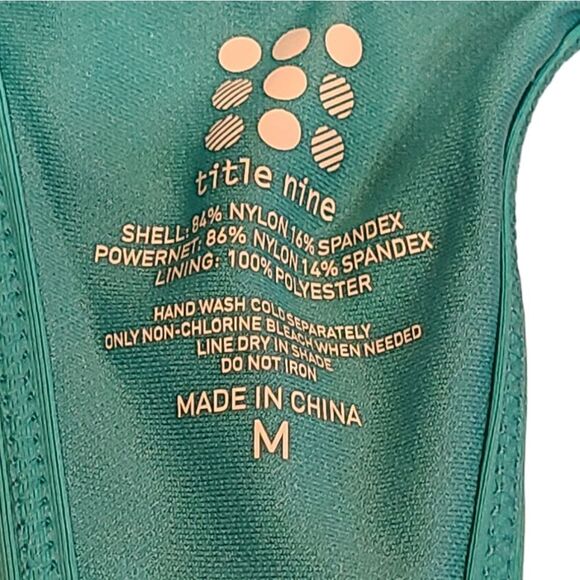 title nine
SHELL: 84% NYLON 16% SPANDEX
POWERNET: 86% NYLON 14% SPANDEX
LINING: 100% POLYESTER
HAND WASH COLD SEPARATELY
ONLY NON-CHLORINE BLEACH WHEN NEEDED
LINE DRY IN SHADE
DO NOT IRON
MADE IN CHINA
M